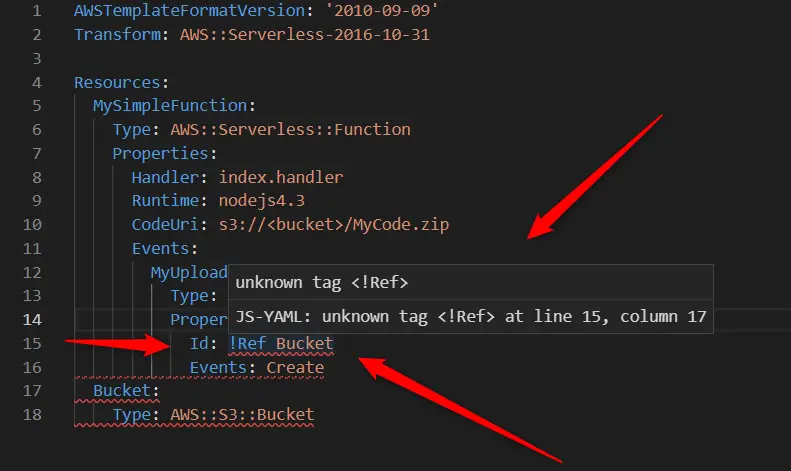 1 AWSTemplateFormatVersion: '2010-09-09'
2 Transform: AWS::Serverless-2016-10-31
3
4 Resources:
5   MySimpleFunction:
6     Type: AWS::Serverless::Function
7     Properties:
8       Handler: index.handler
9       Runtime: nodejs4.3
10       CodeUri: s3://<bucket>/MyCode.zip
11       Events:
12         MyUpload
unknown tag <!Ref>
13           Type:
14           Proper
JS-YAML: unknown tag <!Ref> at line 15, column 17
15             Id: !Ref Bucket
16             Events: Create
17   Bucket:
18     Type: AWS::S3::Bucket